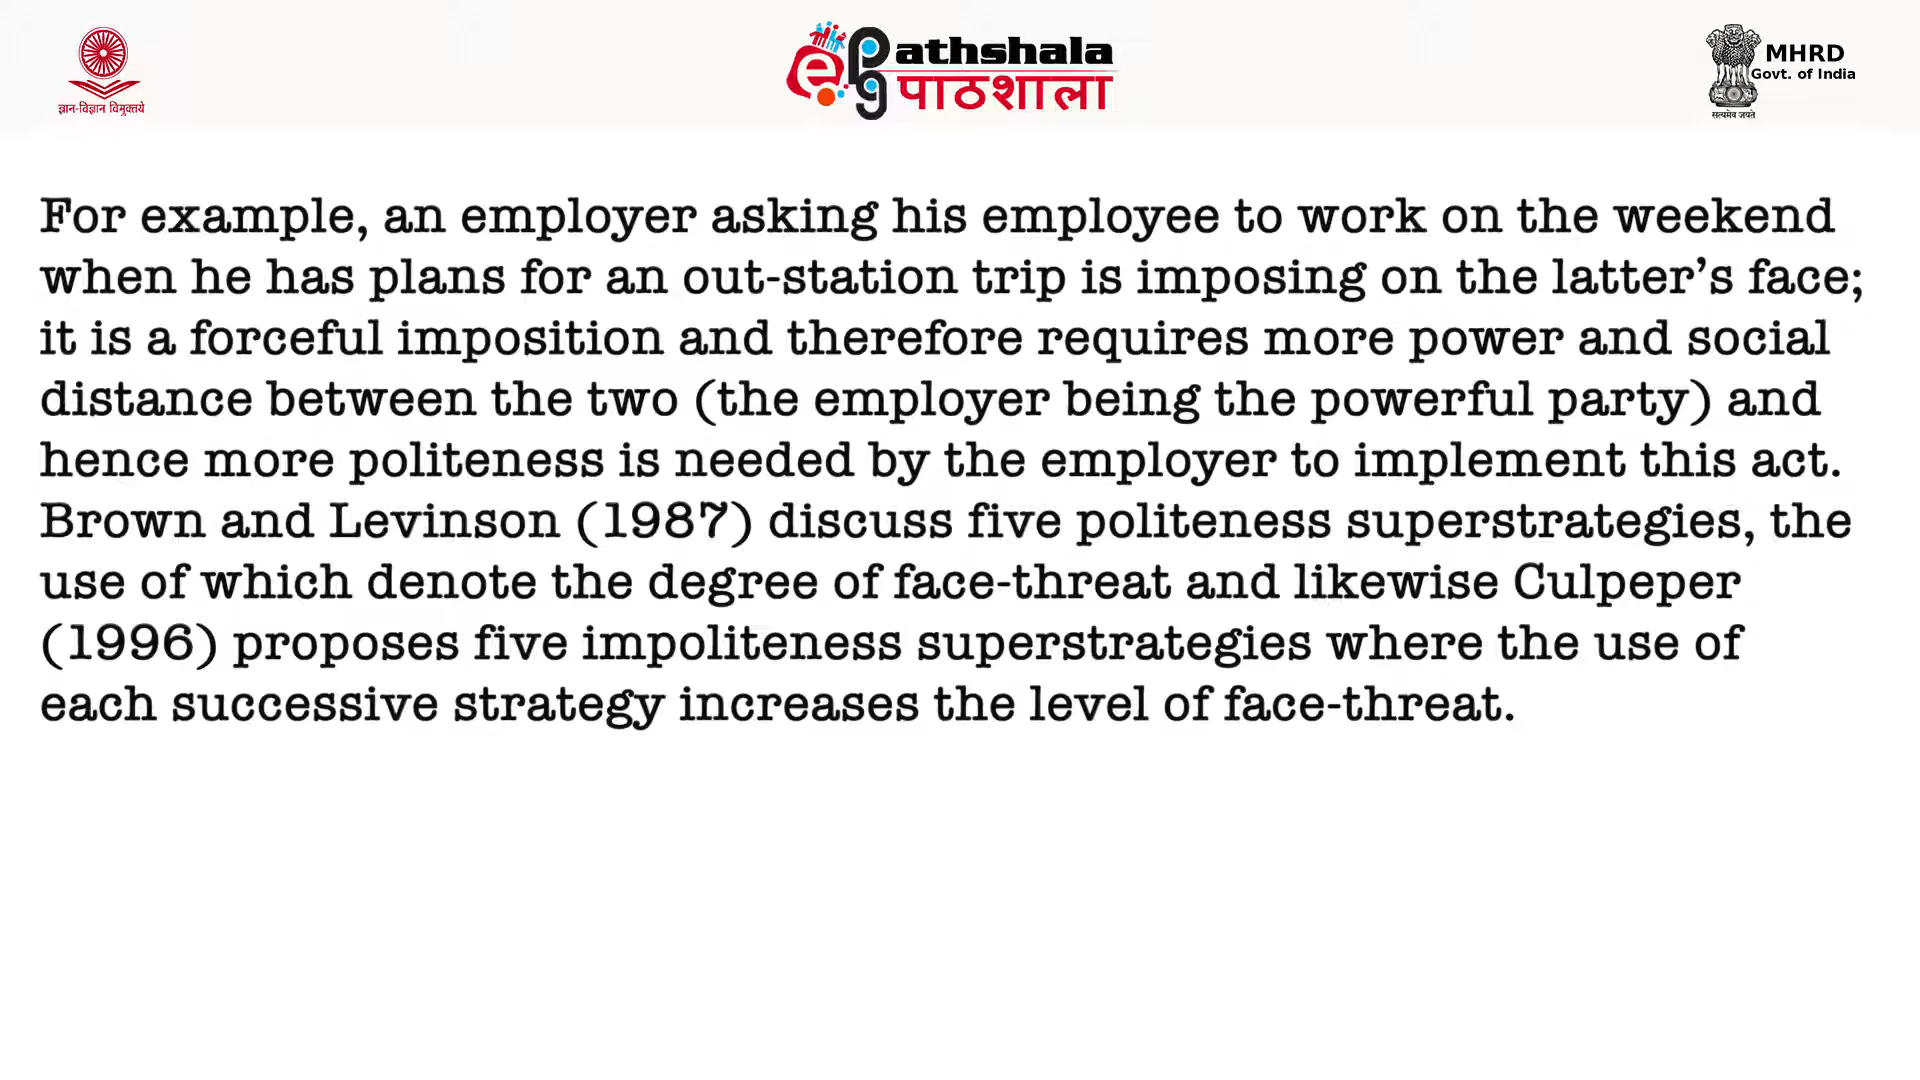 ज्ञान-विज्ञान विमुक्तये
athshala
पाठशाला
MHRD
Govt. of India
सत्यमेव जयते
For example, an employer asking his employee to work on the weekend
when he has plans for an out-station trip is imposing on the latter’s face;
it is a forceful imposition and therefore requires more power and social
distance between the two (the employer being the powerful party) and
hence more politeness is needed by the employer to implement this act.
Brown and Levinson (1987) discuss five politeness superstrategies, the
use of which denote the degree of face-threat and likewise Culpeper
(1996) proposes five impoliteness superstrategies where the use of
each successive strategy increases the level of face-threat.